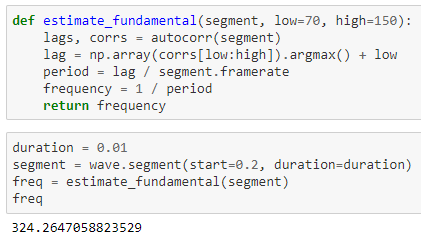 def estimate_fundamental(segment, low=70, high=150):
    lags, corrs = autocorr(segment)
    lag = np.array(corrs[low:high]).argmax() + low
    period = lag / segment.framerate
    frequency = 1 / period
    return frequency
duration = 0.01
segment = wave.segment(start=0.2, duration=duration)
freq = estimate_fundamental(segment)
freq
324.2647058823529